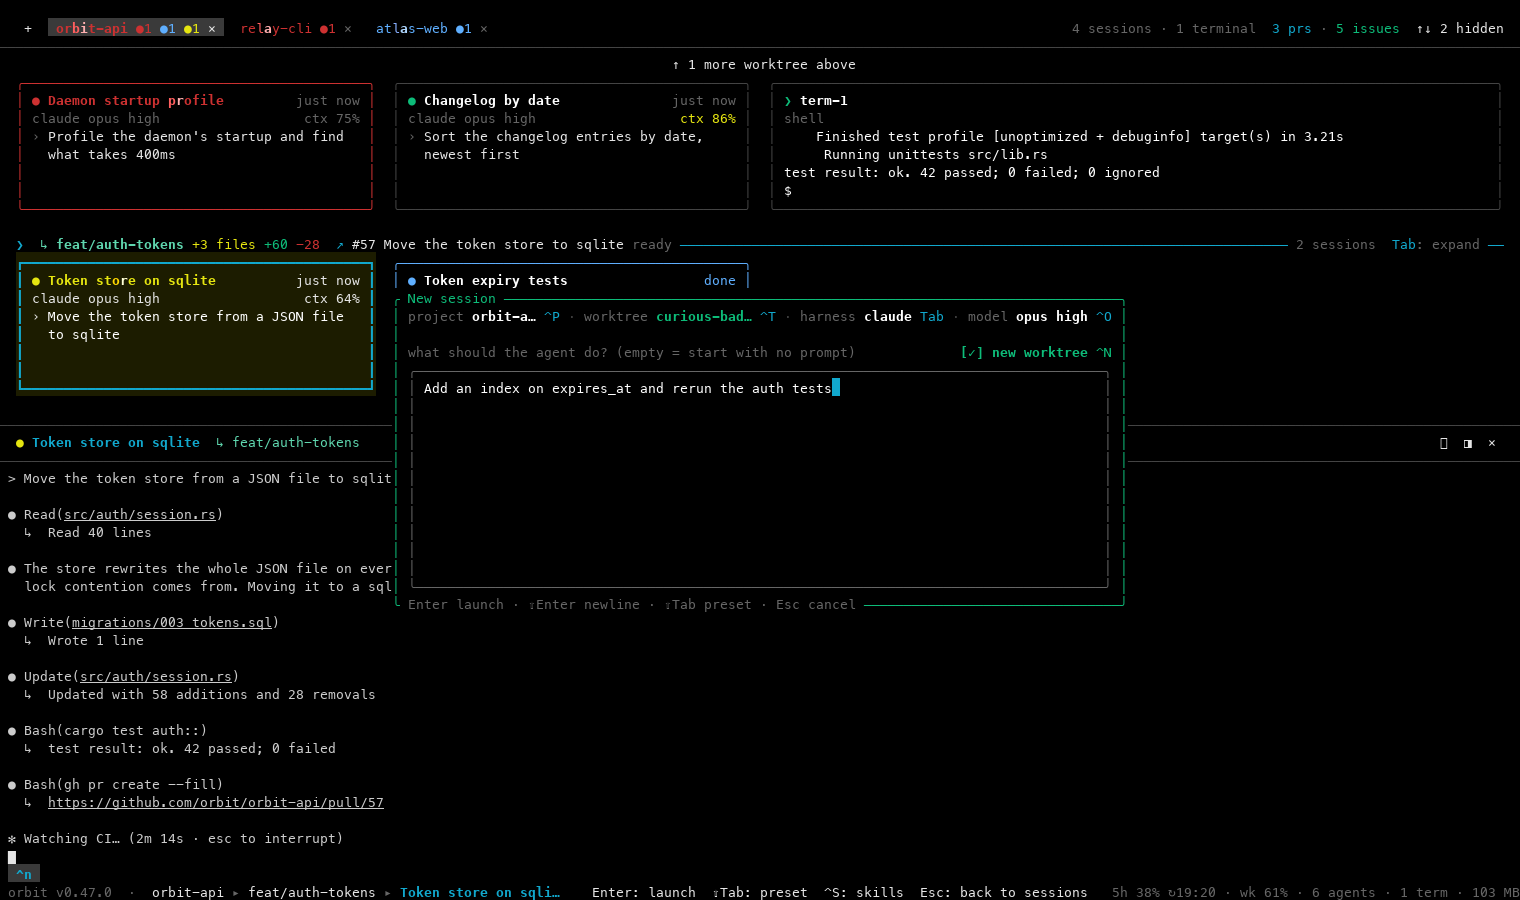 + orbit-api ●1 ●1 ●1 × relay-cli ●1 × atlas-web ●1 × 4 sessions · 1 terminal 3 prs · 5 issues ↑↓ 2 hidden
↑ 1 more worktree above
● Daemon startup profile just now
claude opus high ctx 75%
› Profile the daemon's startup and find
what takes 400ms
● Changelog by date just now
claude opus high ctx 86%
› Sort the changelog entries by date,
newest first
❯ term-1
shell
Finished test profile [unoptimized + debuginfo] target(s) in 3.21s
Running unittests src/lib.rs
test result: ok. 42 passed; 0 failed; 0 ignored
$
❯ ↳ feat/auth-tokens +3 files +60 -28 ↗ #57 Move the token store to sqlite ready 2 sessions Tab: expand
● Token store on sqlite just now
claude opus high ctx 64%
› Move the token store from a JSON file
to sqlite
● Token expiry tests done
New session
project orbit-a… ^P · worktree curious-bad… ^T · harness claude Tab · model opus high ^O
what should the agent do? (empty = start with no prompt) [✓] new worktree ^N
Add an index on expires_at and rerun the auth tests
Enter launch · ⇧Enter newline · ⇧Tab preset · Esc cancel
● Token store on sqlite ↳ feat/auth-tokens ◨ ×
> Move the token store from a JSON file to sqlit
● Read(src/auth/session.rs)
↳ Read 40 lines
● The store rewrites the whole JSON file on ever
lock contention comes from. Moving it to a sql
● Write(migrations/003_tokens.sql)
↳ Wrote 1 line
● Update(src/auth/session.rs)
↳ Updated with 58 additions and 28 removals
● Bash(cargo test auth::)
↳ test result: ok. 42 passed; 0 failed
● Bash(gh pr create --fill)
↳ https://github.com/orbit/orbit-api/pull/57
✻ Watching CI… (2m 14s · esc to interrupt)
^n
orbit v0.47.0 · orbit-api ▸ feat/auth-tokens ▸ Token store on sqli… Enter: launch ⇧Tab: preset ^S: skills Esc: back to sessions 5h 38% ↻19:20 · wk 61% · 6 agents · 1 term · 103 MB